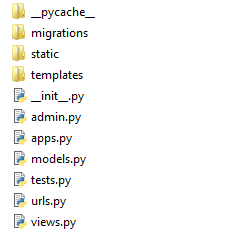 __pycache__
migrations
static
templates
__init__.py
admin.py
apps.py
models.py
tests.py
urls.py
views.py